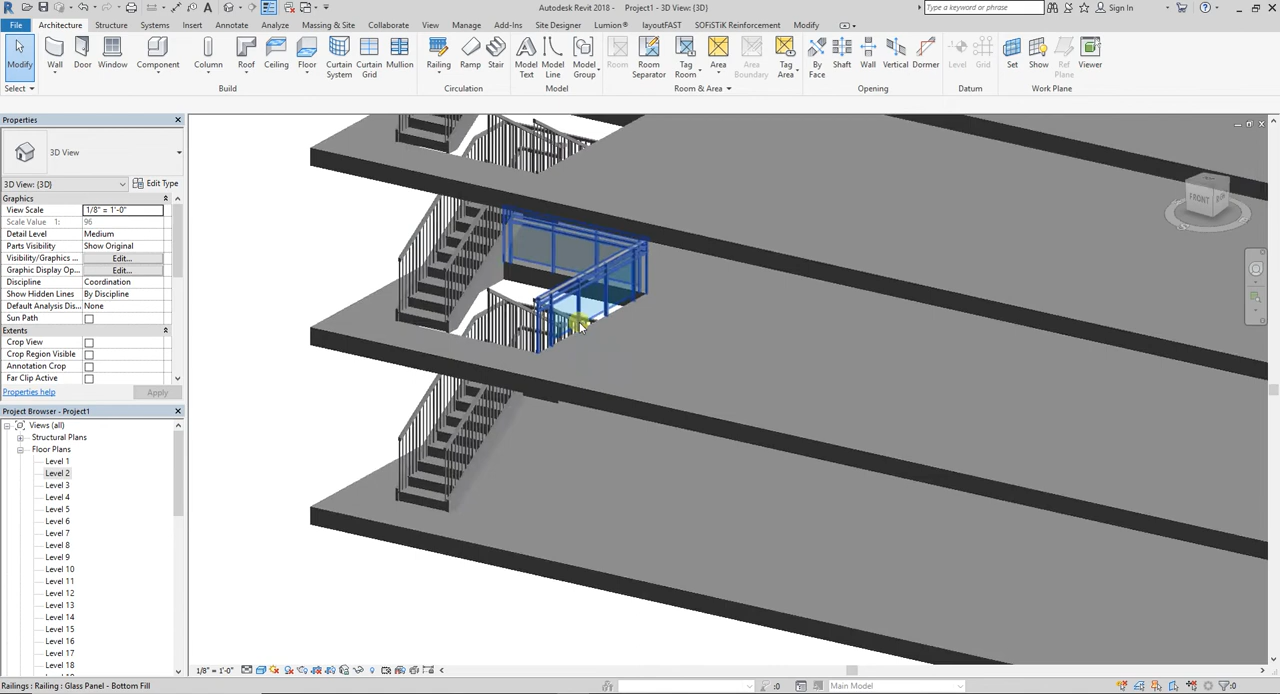 Autodesk Revit 2018 - Project1 - 3D View: {3D}
Type a keyword or phrase
Sign In
File Architecture Structure Systems Insert Annotate Analyze Massing & Site Collaborate View Manage Add-Ins Site Designer Lumion® layoutFAST SOFiSTiK Reinforcement Modify
Modify Wall Door Window Component Column Roof Ceiling Floor Curtain System Curtain Grid Mullion Railing Ramp Stair Model Text Model Line Model Group Room Room Separator Tag Room Area Area Boundary Tag Area By Face Shaft Wall Vertical Dormer Level Grid Set Show Ref Plane Viewer
Select Build Circulation Model Room & Area Opening Datum Work Plane
Properties
3D View
3D View: {3D} Edit Type
Graphics
View Scale 1/8" = 1'-0"
Scale Value 1: 96
Detail Level Medium
Parts Visibility Show Original
Visibility/Graphics ... Edit...
Graphic Display Op... Edit...
Discipline Coordination
Show Hidden Lines By Discipline
Default Analysis Dis... None
Sun Path
Extents
Crop View
Crop Region Visible
Annotation Crop
Far Clip Active
Properties help Apply
Project Browser - Project1
Views (all)
Structural Plans
Floor Plans
Level 1
Level 2
Level 3
Level 4
Level 5
Level 6
Level 7
Level 8
Level 9
Level 10
Level 11
Level 12
Level 13
Level 14
Level 15
Level 16
Level 17
Level 18
FRONT
1/8" = 1'-0"
Railings : Railing : Glass Panel - Bottom Fill
:0
Main Model
:0